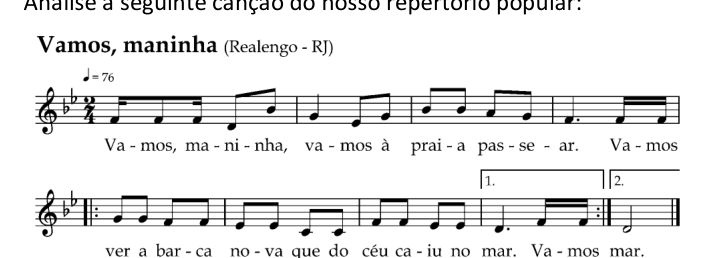 Analise a seguinte canção do nosso repertório popular:
Vamos, maninha (Realengo - RJ)
♩= 76
2
4
Va - mos, ma - ni - nha, va - mos à prai - a pas - se - ar. Va - mos
1. 2.
ver a bar - ca no - va que do céu ca - iu no mar. Va - mos mar.